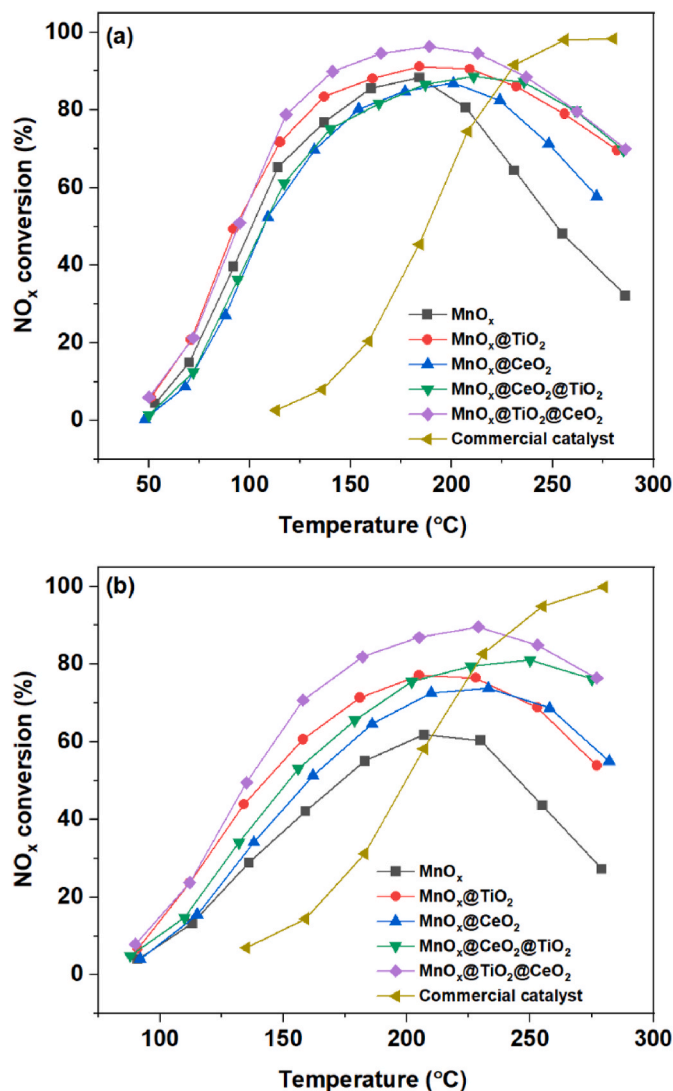 (a)
100
80
60
40
20
0
NOx conversion (%)
MnOx
MnOx@TiO2
MnOx@CeO2
MnOx@CeO2@TiO2
MnOx@TiO2@CeO2
Commercial catalyst
50 100 150 200 250 300
Temperature (°C)
(b)
100
80
60
40
20
0
NOx conversion (%)
MnOx
MnOx@TiO2
MnOx@CeO2
MnOx@CeO2@TiO2
MnOx@TiO2@CeO2
Commercial catalyst
100 150 200 250 300
Temperature (°C)